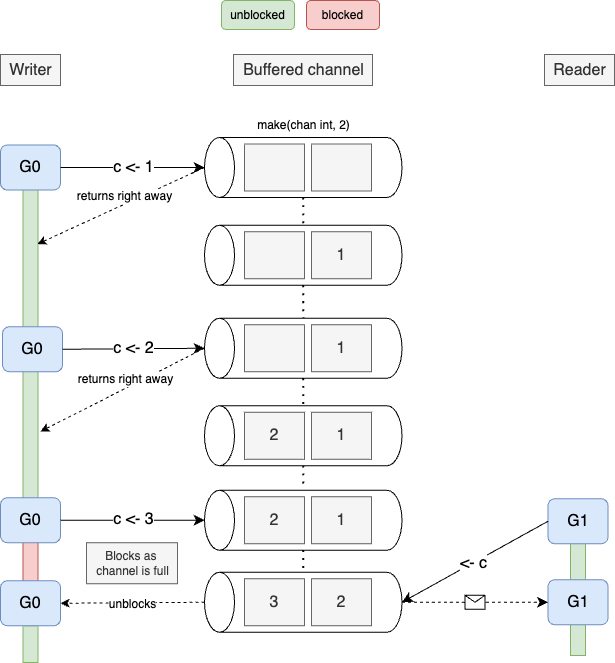 unblocked
blocked
Writer
Buffered channel
Reader
make(chan int, 2)
G0
c <- 1
returns right away
1
G0
c <- 2
1
returns right away
2
1
G0
c <- 3
2
1
G1
Blocks as
channel is full
<- c
G0
unblocks
3
2
G1